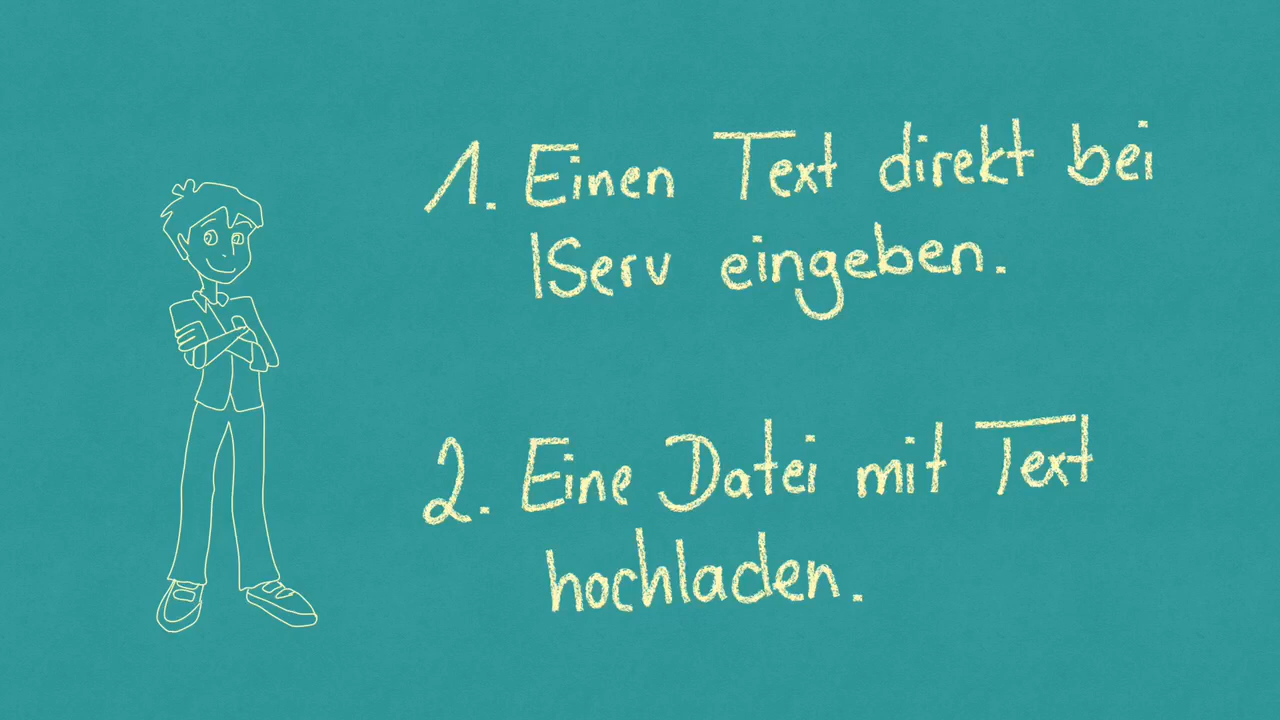 1. Einen Text direkt bei
IServ eingeben.
2. Eine Datei mit Text
hochladen.